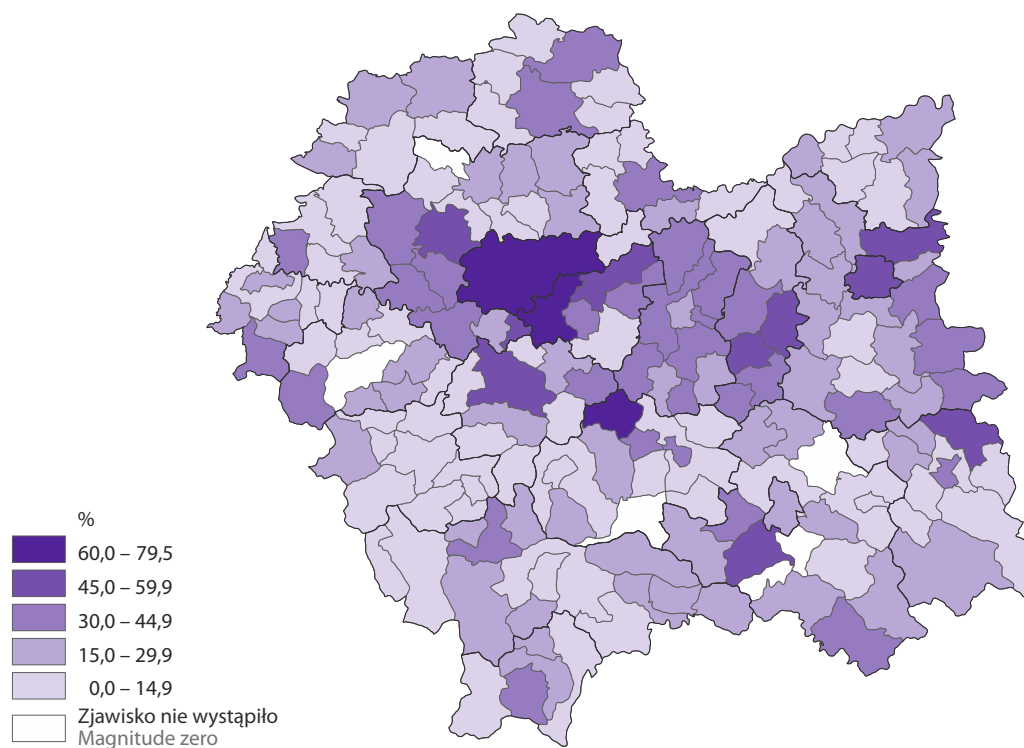 %
60,0 – 79,5
45,0 – 59,9
30,0 – 44,9
15,0 – 29,9
0,0 – 14,9
Zjawisko nie wystąpiło
Magnitude zero